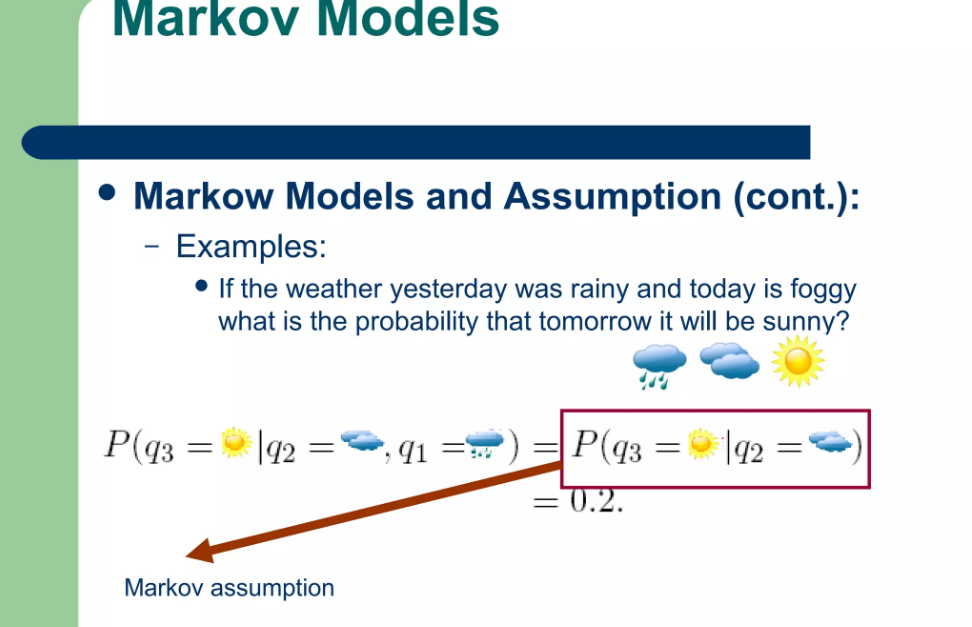 Markov Models
• Markow Models and Assumption (cont.):
– Examples:
• If the weather yesterday was rainy and today is foggy
what is the probability that tomorrow it will be sunny?
P(q₃ = |q₂ = , q₁ = ) = P(q₃ = |q₂ = )
= 0.2.
Markov assumption